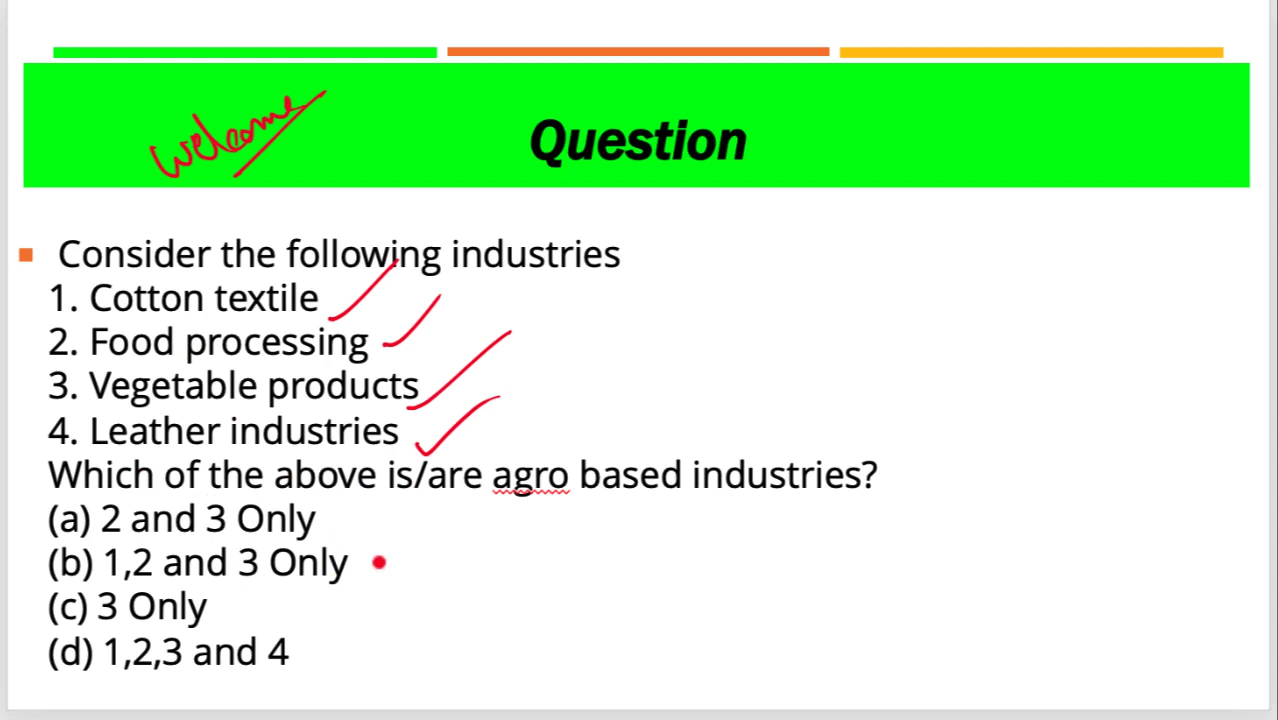 Welcome
Question
Consider the following industries
1. Cotton textile
2. Food processing
3. Vegetable products
4. Leather industries
Which of the above is/are agro based industries?
(a) 2 and 3 Only
(b) 1,2 and 3 Only
(c) 3 Only
(d) 1,2,3 and 4